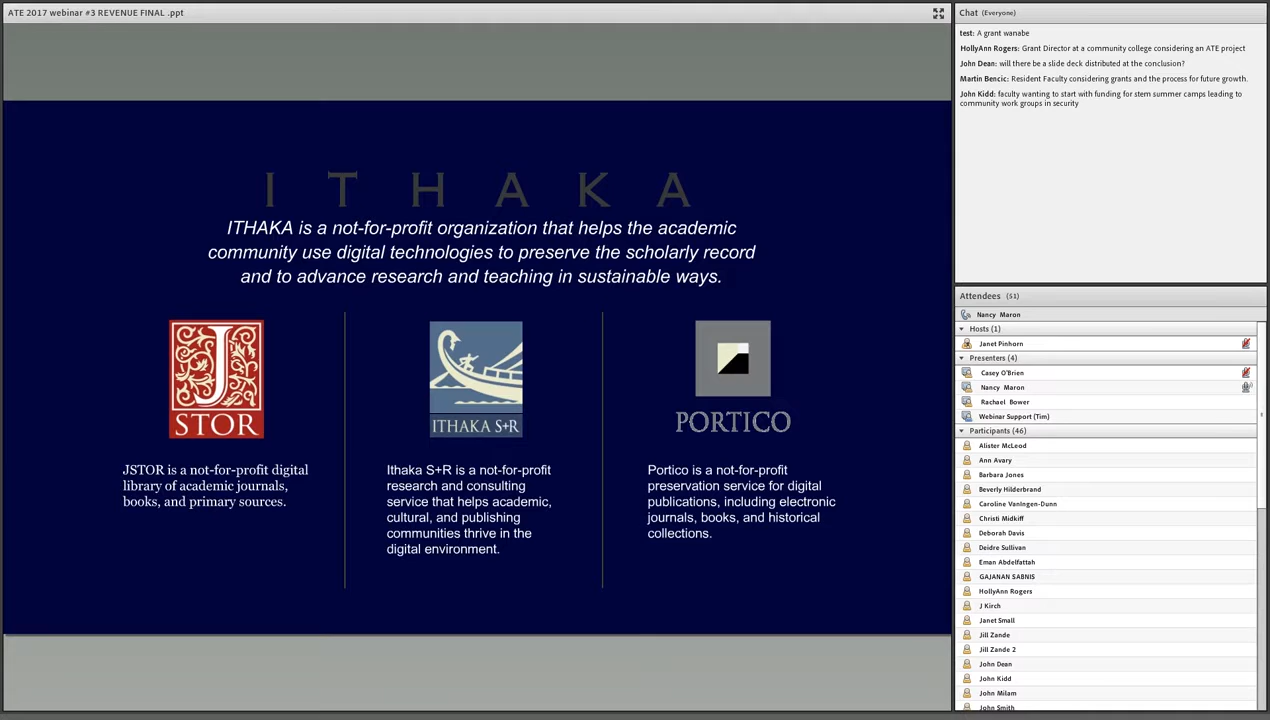 ATE 2017 webinar #3 REVENUE FINAL .ppt
I T H A K A
ITHAKA is a not-for-profit organization that helps the academic
community use digital technologies to preserve the scholarly record
and to advance research and teaching in sustainable ways.
J
STOR
JSTOR is a not-for-profit digital
library of academic journals,
books, and primary sources.
ITHAKA S+R
Ithaka S+R is a not-for-profit
research and consulting
service that helps academic,
cultural, and publishing
communities thrive in the
digital environment.
PORTICO
Portico is a not-for-profit
preservation service for digital
publications, including electronic
journals, books, and historical
collections.
Chat (Everyone)
test: A grant wanabe
HollyAnn Rogers: Grant Director at a community college considering an ATE project
John Dean: will there be a slide deck distributed at the conclusion?
Martin Bencic: Resident Faculty considering grants and the process for future growth.
John Kidd: faculty wanting to start with funding for stem summer camps leading to
community work groups in security
Attendees (51)
Nancy Maron
Hosts (1)
Janet Pinhorn
Presenters (4)
Casey O'Brien
Nancy Maron
Rachael Bower
Webinar Support (Tim)
Participants (46)
Alister McLeod
Ann Avary
Barbara Jones
Beverly Hilderbrand
Caroline VanIngen-Dunn
Christi Midkiff
Deborah Davis
Deidre Sullivan
Eman Abdelfattah
GAJANAN SABNIS
HollyAnn Rogers
J Kirch
Janet Small
Jill Zande
Jill Zande 2
John Dean
John Kidd
John Milam
John Smith